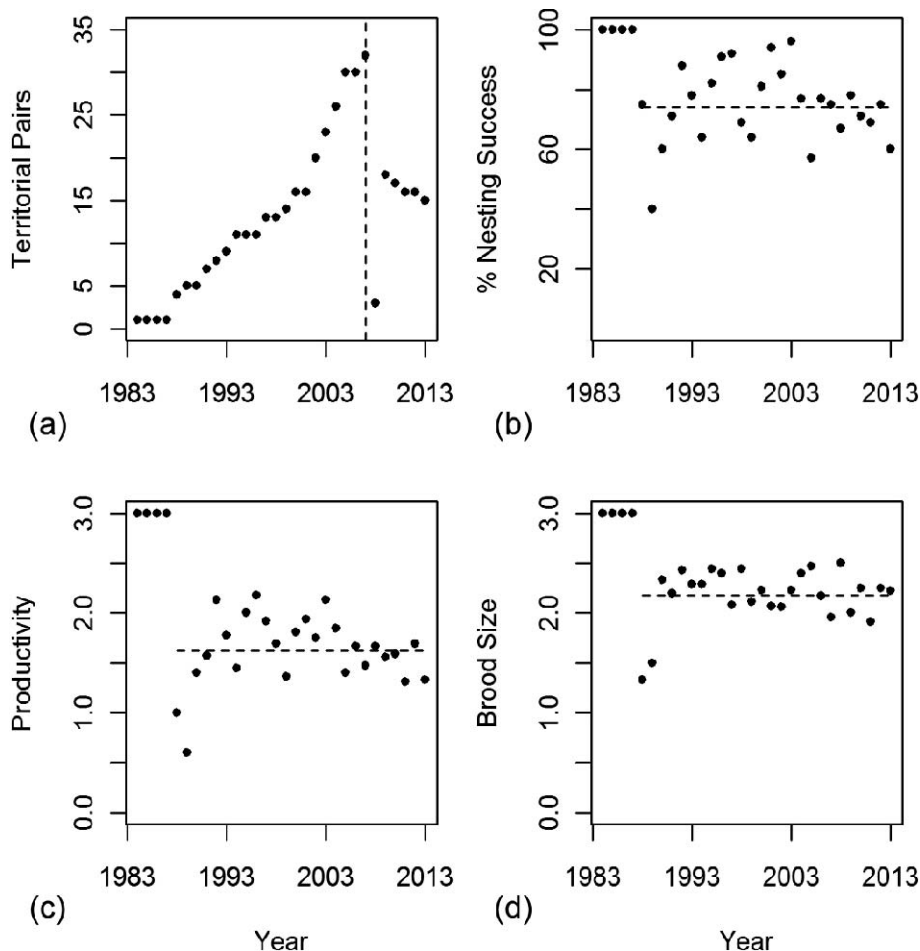 Territorial Pairs
35
25
15
5
0
1983 1993 2003 2013
(a)
% Nesting Success
100
60
20
1983 1993 2003 2013
(b)
Productivity
3.0
2.0
1.0
0.0
1983 1993 2003 2013
(c)
Year
Brood Size
3.0
2.0
1.0
0.0
1983 1993 2003 2013
(d)
Year